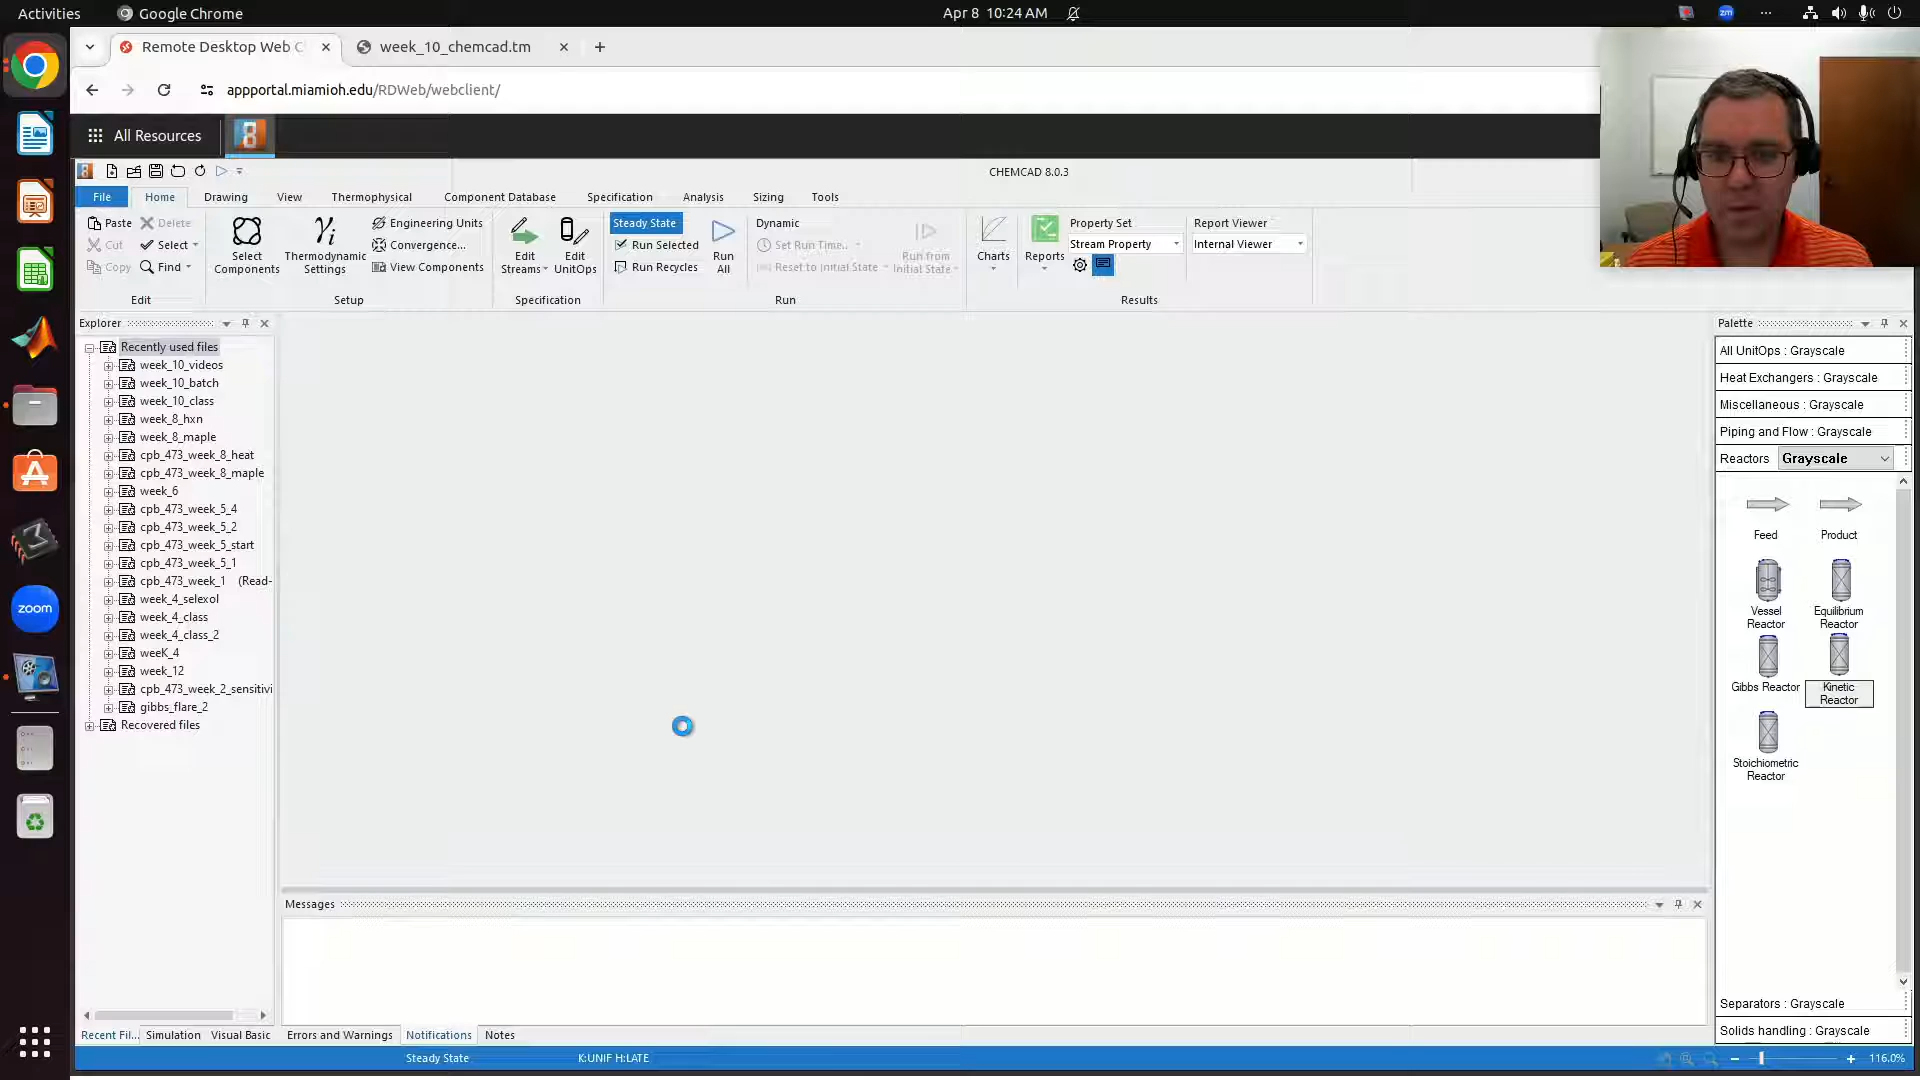 Activities
Google Chrome
Apr 8 10:24 AM
zm
Remote Desktop Web C
week_10_chemcad.tm
appportal.miamioh.edu/RDWeb/webclient/
All Resources
CHEMCAD 8.0.3
File
Home
Drawing
View
Thermophysical
Component Database
Specification
Analysis
Sizing
Tools
Paste
Delete
Cut
Select
Copy
Find
Edit
Select Components
Thermodynamic Settings
Engineering Units
Convergence...
View Components
Setup
Edit Streams
Edit UnitOps
Specification
Steady State
Run Selected
Run Recycles
Run All
Dynamic
Set Run Time..
Reset to Initial State
Run from Initial State
Run
Charts
Reports
Property Set
Stream Property
Report Viewer
Internal Viewer
Results
Explorer
Recently used files
week_10_videos
week_10_batch
week_10_class
week_8_hxn
week_8_maple
cpb_473_week_8_heat
cpb_473_week_8_maple
week_6
cpb_473_week_5_4
cpb_473_week_5_2
cpb_473_week_5_start
cpb_473_week_5_1
cpb_473_week_1 (Read-
week_4_selexol
week_4_class
week_4_class_2
weeK_4
week_12
cpb_473_week_2_sensitivi
gibbs_flare_2
Recovered files
Recent Fil...
Simulation
Visual Basic
Messages
Errors and Warnings
Notifications
Notes
Palette
All UnitOps : Grayscale
Heat Exchangers : Grayscale
Miscellaneous : Grayscale
Piping and Flow : Grayscale
Reactors
Grayscale
Feed
Product
Vessel Reactor
Equilibrium Reactor
Gibbs Reactor
Kinetic Reactor
Stoichiometric Reactor
Separators : Grayscale
Solids handling : Grayscale
Steady State
K:UNIF H:LATE
116.0%
zoom